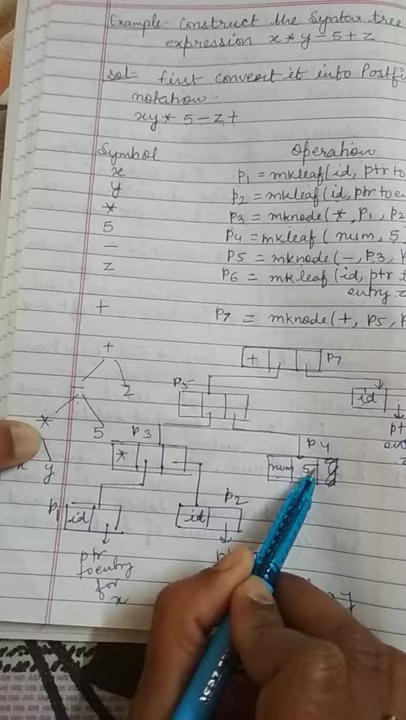 Example- Construct the Syntax tree
expression x * y - 5 + z
sol- first convert it into Postfi
notation.
xy* 5 - z +
Symbol Operation
x P1 = mkleaf(id, ptr to
y P2 = mkleaf(id, ptr to e
* P3 = mknode(*, P1, P2
5 P4 = mkleaf(num, 5
- P5 = mknode(-, P3, P
z P6 = mkleaf(id, ptr t
entry z
+ P7 = mknode(+, P5, P
+ + P7
- z P5 id
* 5 P3 * P4 num 5
y P1 id id P2
ptr
to entry
for
x